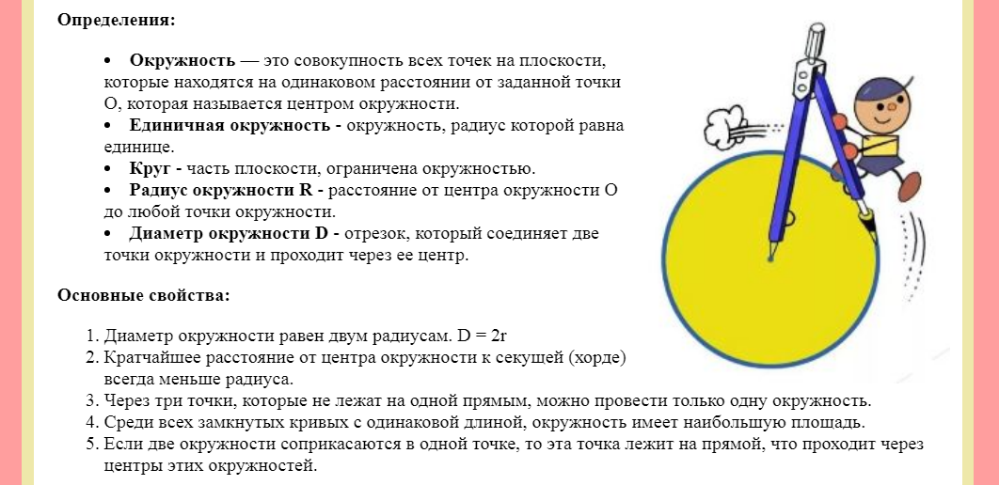 Определения:
• Окружность — это совокупность всех точек на плоскости,
которые находятся на одинаковом расстоянии от заданной точки
О, которая называется центром окружности.
• Единичная окружность - окружность, радиус которой равна
единице.
• Круг - часть плоскости, ограничена окружностью.
• Радиус окружности R - расстояние от центра окружности О
до любой точки окружности.
• Диаметр окружности D - отрезок, который соединяет две
точки окружности и проходит через ее центр.
Основные свойства:
1. Диаметр окружности равен двум радиусам. D = 2r
2. Кратчайшее расстояние от центра окружности к секущей (хорде)
всегда меньше радиуса.
3. Через три точки, которые не лежат на одной прямым, можно провести только одну окружность.
4. Среди всех замкнутых кривых с одинаковой длиной, окружность имеет наибольшую площадь.
5. Если две окружности соприкасаются в одной точке, то эта точка лежит на прямой, что проходит через
центры этих окружностей.